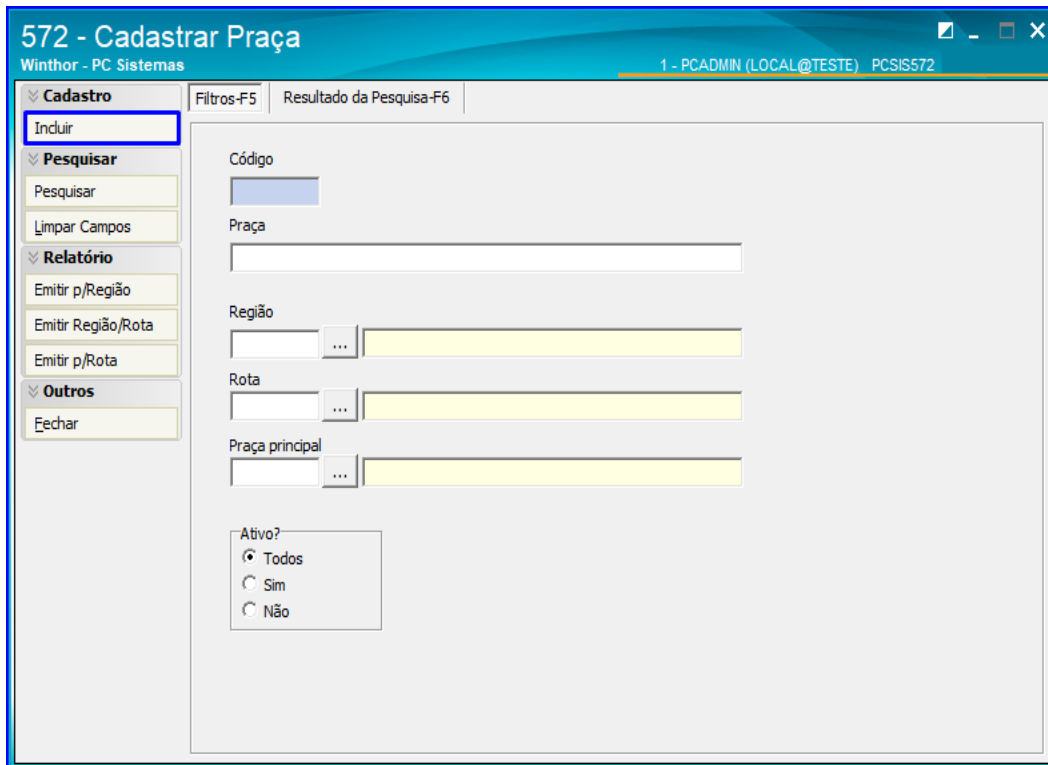 572 - Cadastrar Praça
Winthor - PC Sistemas
1 - PCADMIN (LOCAL@TESTE) PCSIS572
Cadastro
Incluir
Pesquisar
Pesquisar
Limpar Campos
Relatório
Emitir p/Região
Emitir Região/Rota
Emitir p/Rota
Outros
Fechar
Filtros-F5 Resultado da Pesquisa-F6
Código
Praça
Região
...
Rota
...
Praça principal
...
Ativo?
Todos
Sim
Não